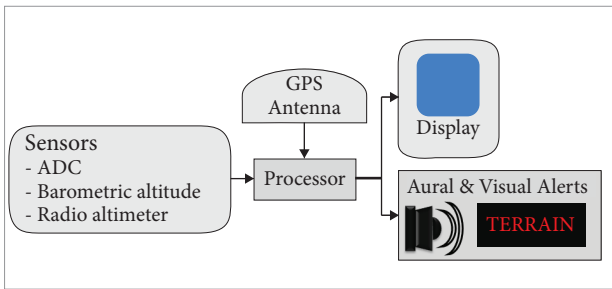 GPS
Antenna
Display
Sensors
- ADC
- Barometric altitude
- Radio altimeter
Processor
Aural & Visual Alerts
TERRAIN